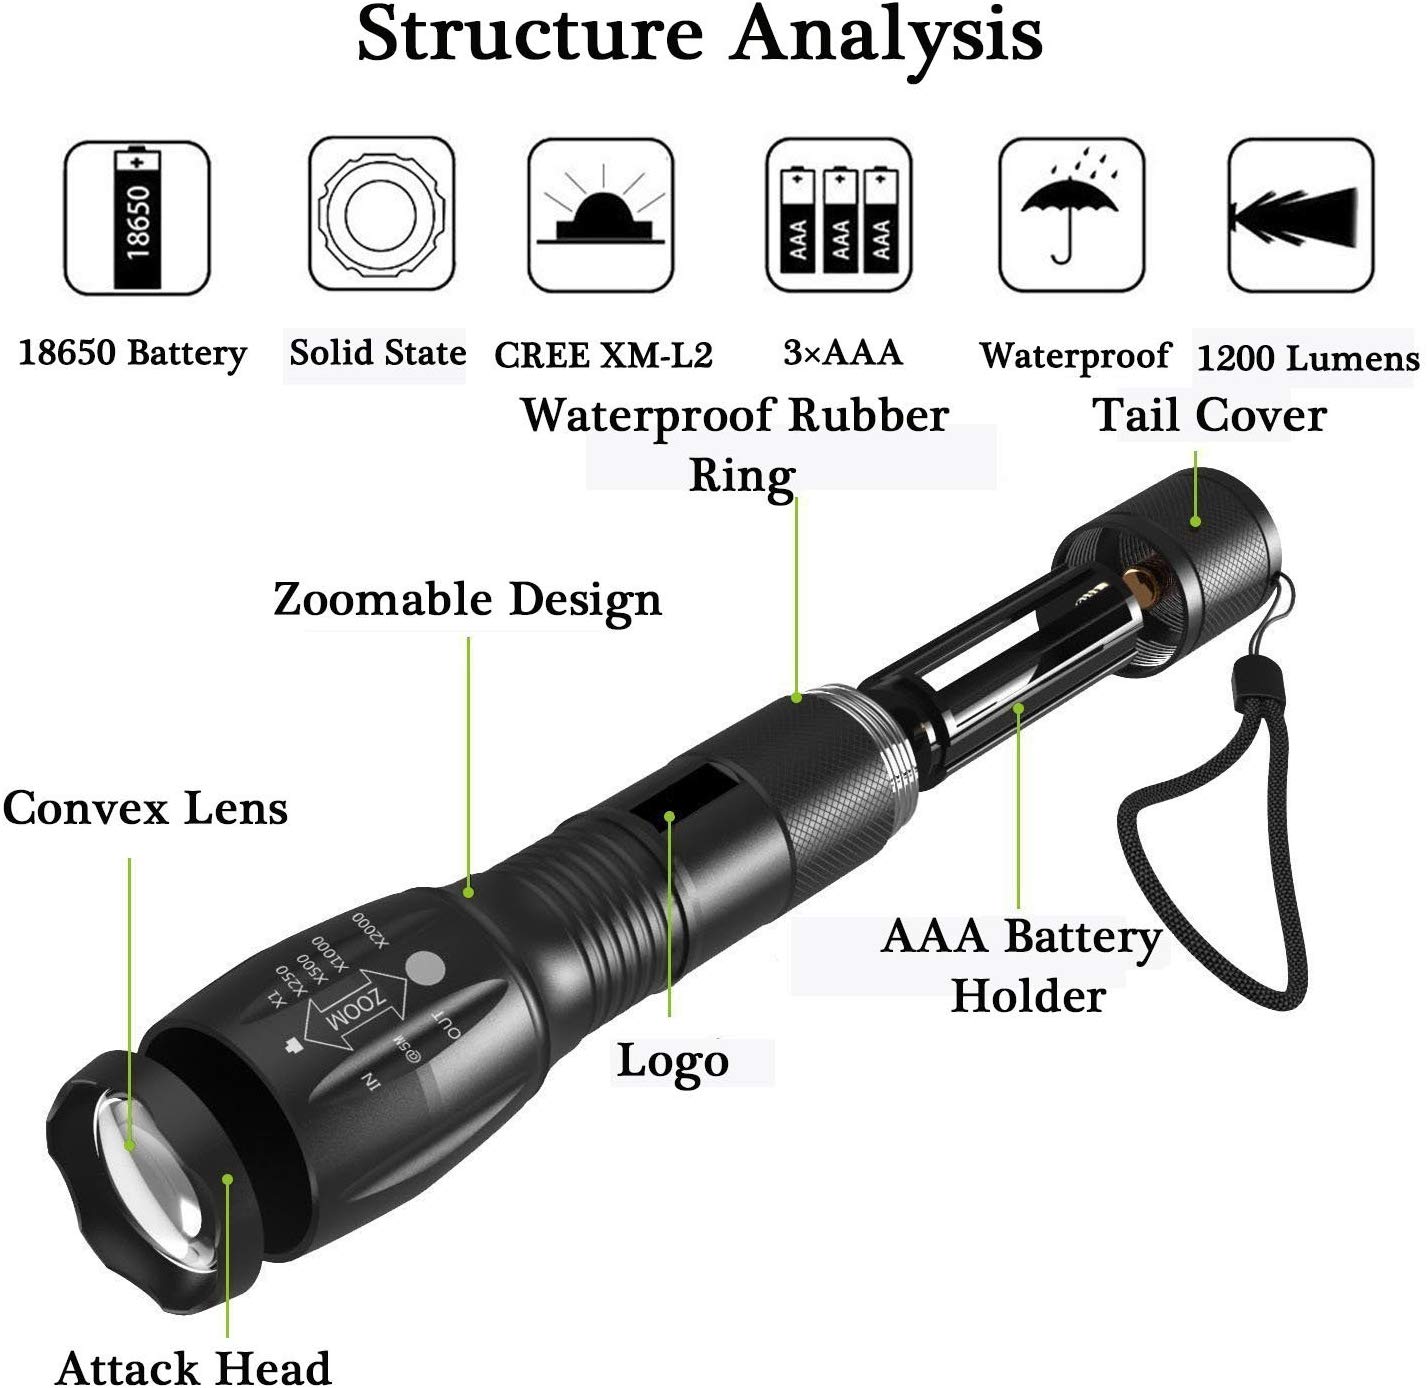 Structure Analysis
18650
AAA AAA AAA
18650 Battery
Solid State
CREE XM-L2
3×AAA
Waterproof
1200 Lumens
Waterproof Rubber
Ring
Tail Cover
Zoomable Design
Convex Lens
X1
X250
X500
X1000
X2000
ZOOM
IN
@5M
OUT
AAA Battery
Holder
Logo
Attack Head